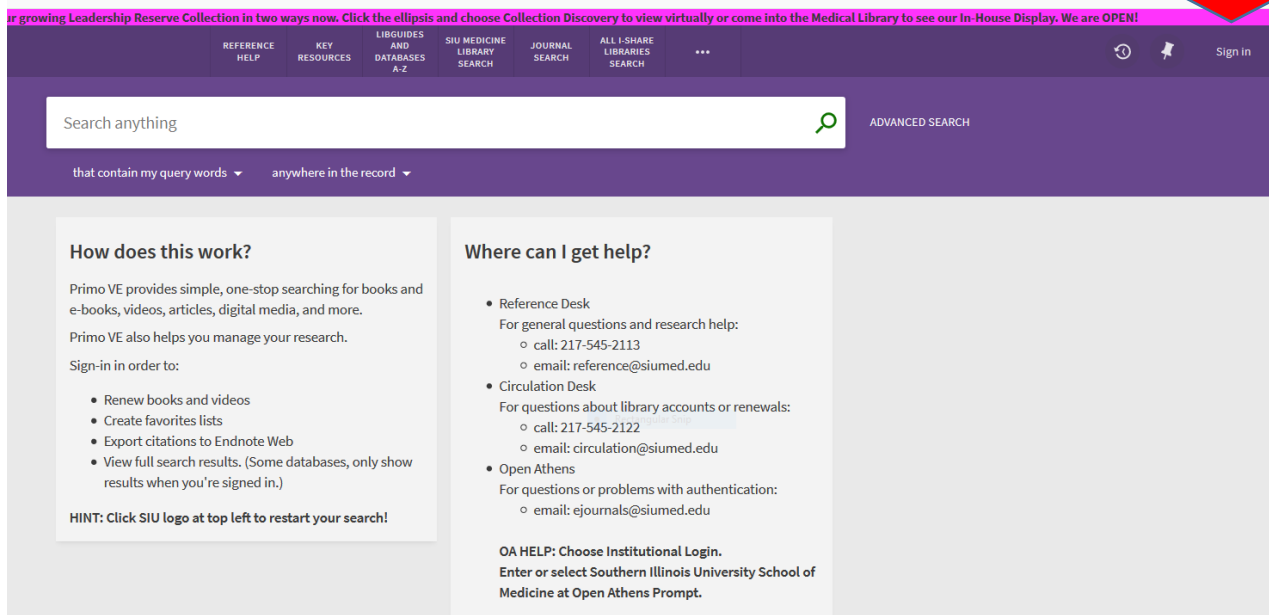 ur growing Leadership Reserve Collection in two ways now. Click the ellipsis and choose Collection Discovery to view virtually or come into the Medical Library to see our In-House Display. We are OPEN!
REFERENCE
HELP
KEY
RESOURCES
LIBGUIDES
AND
DATABASES
A-Z
SIU MEDICINE
LIBRARY
SEARCH
JOURNAL
SEARCH
ALL I-SHARE
LIBRARIES
SEARCH
•••
Sign in
Search anything
ADVANCED SEARCH
that contain my query words
anywhere in the record
How does this work?
Primo VE provides simple, one-stop searching for books and
e-books, videos, articles, digital media, and more.
Primo VE also helps you manage your research.
Sign-in in order to:
• Renew books and videos
• Create favorites lists
• Export citations to Endnote Web
• View full search results. (Some databases, only show
results when you're signed in.)
HINT: Click SIU logo at top left to restart your search!
Where can I get help?
• Reference Desk
For general questions and research help:
○ call: 217-545-2113
○ email: reference@siumed.edu
• Circulation Desk
For questions about library accounts or renewals:
Rectangular Snip
○ call: 217-545-2122
○ email: circulation@siumed.edu
• Open Athens
For questions or problems with authentication:
○ email: ejournals@siumed.edu
OA HELP: Choose Institutional Login.
Enter or select Southern Illinois University School of
Medicine at Open Athens Prompt.